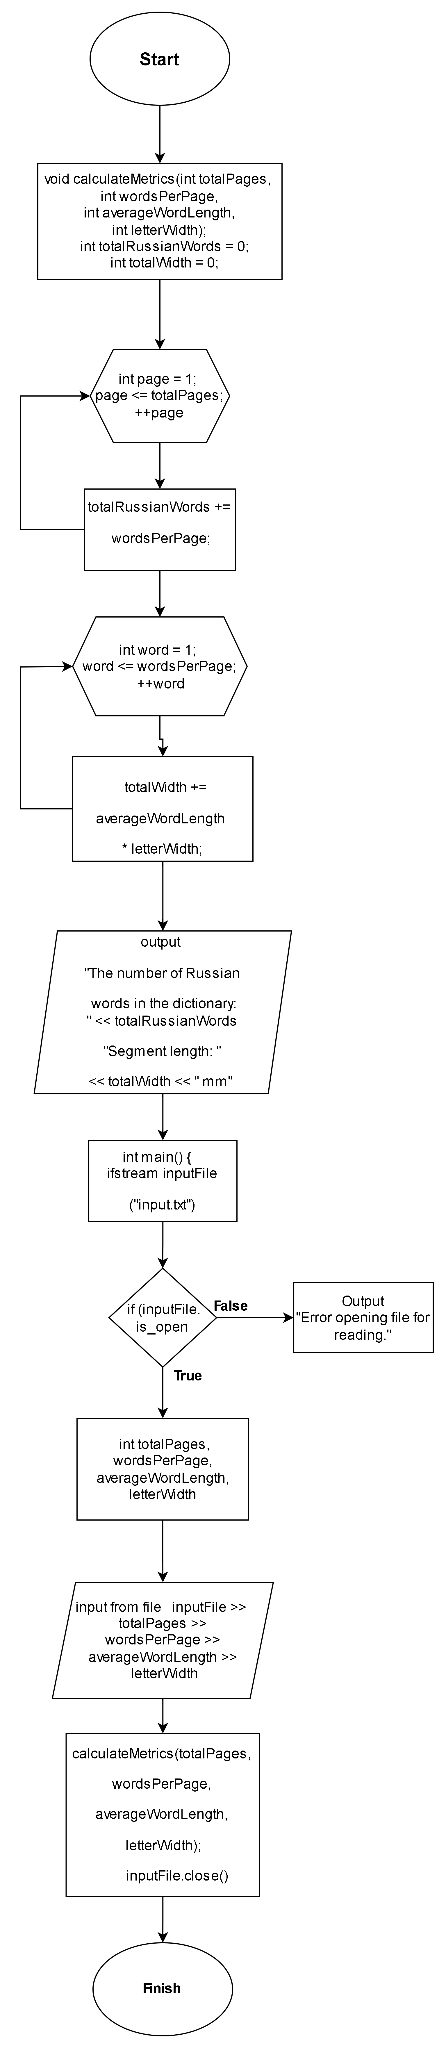 Start
void calculateMetrics(int totalPages,
int wordsPerPage,
int averageWordLength,
int letterWidth);
int totalRussianWords = 0;
int totalWidth = 0;
int page = 1;
page <= totalPages;
++page
totalRussianWords +=
wordsPerPage;
int word = 1;
word <= wordsPerPage;
++word
totalWidth +=
averageWordLength
* letterWidth;
output
"The number of Russian
words in the dictionary:
" << totalRussianWords
"Segment length: "
<< totalWidth << " mm"
int main() {
ifstream inputFile
("input.txt")
if (inputFile.
is_open
False
Output
"Error opening file for
reading."
True
int totalPages,
wordsPerPage,
averageWordLength,
letterWidth
input from file inputFile >>
totalPages >>
wordsPerPage >>
averageWordLength >>
letterWidth
calculateMetrics(totalPages,
wordsPerPage,
averageWordLength,
letterWidth);
inputFile.close()
Finish